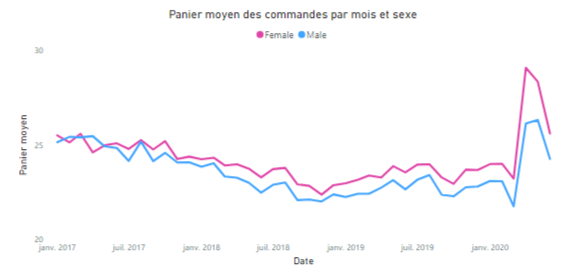 Panier moyen des commandes par mois et sexe
Female Male
30
25
20
Panier moyen
janv. 2017 juil. 2017 janv. 2018 juil. 2018 janv. 2019 juil. 2019 janv. 2020
Date